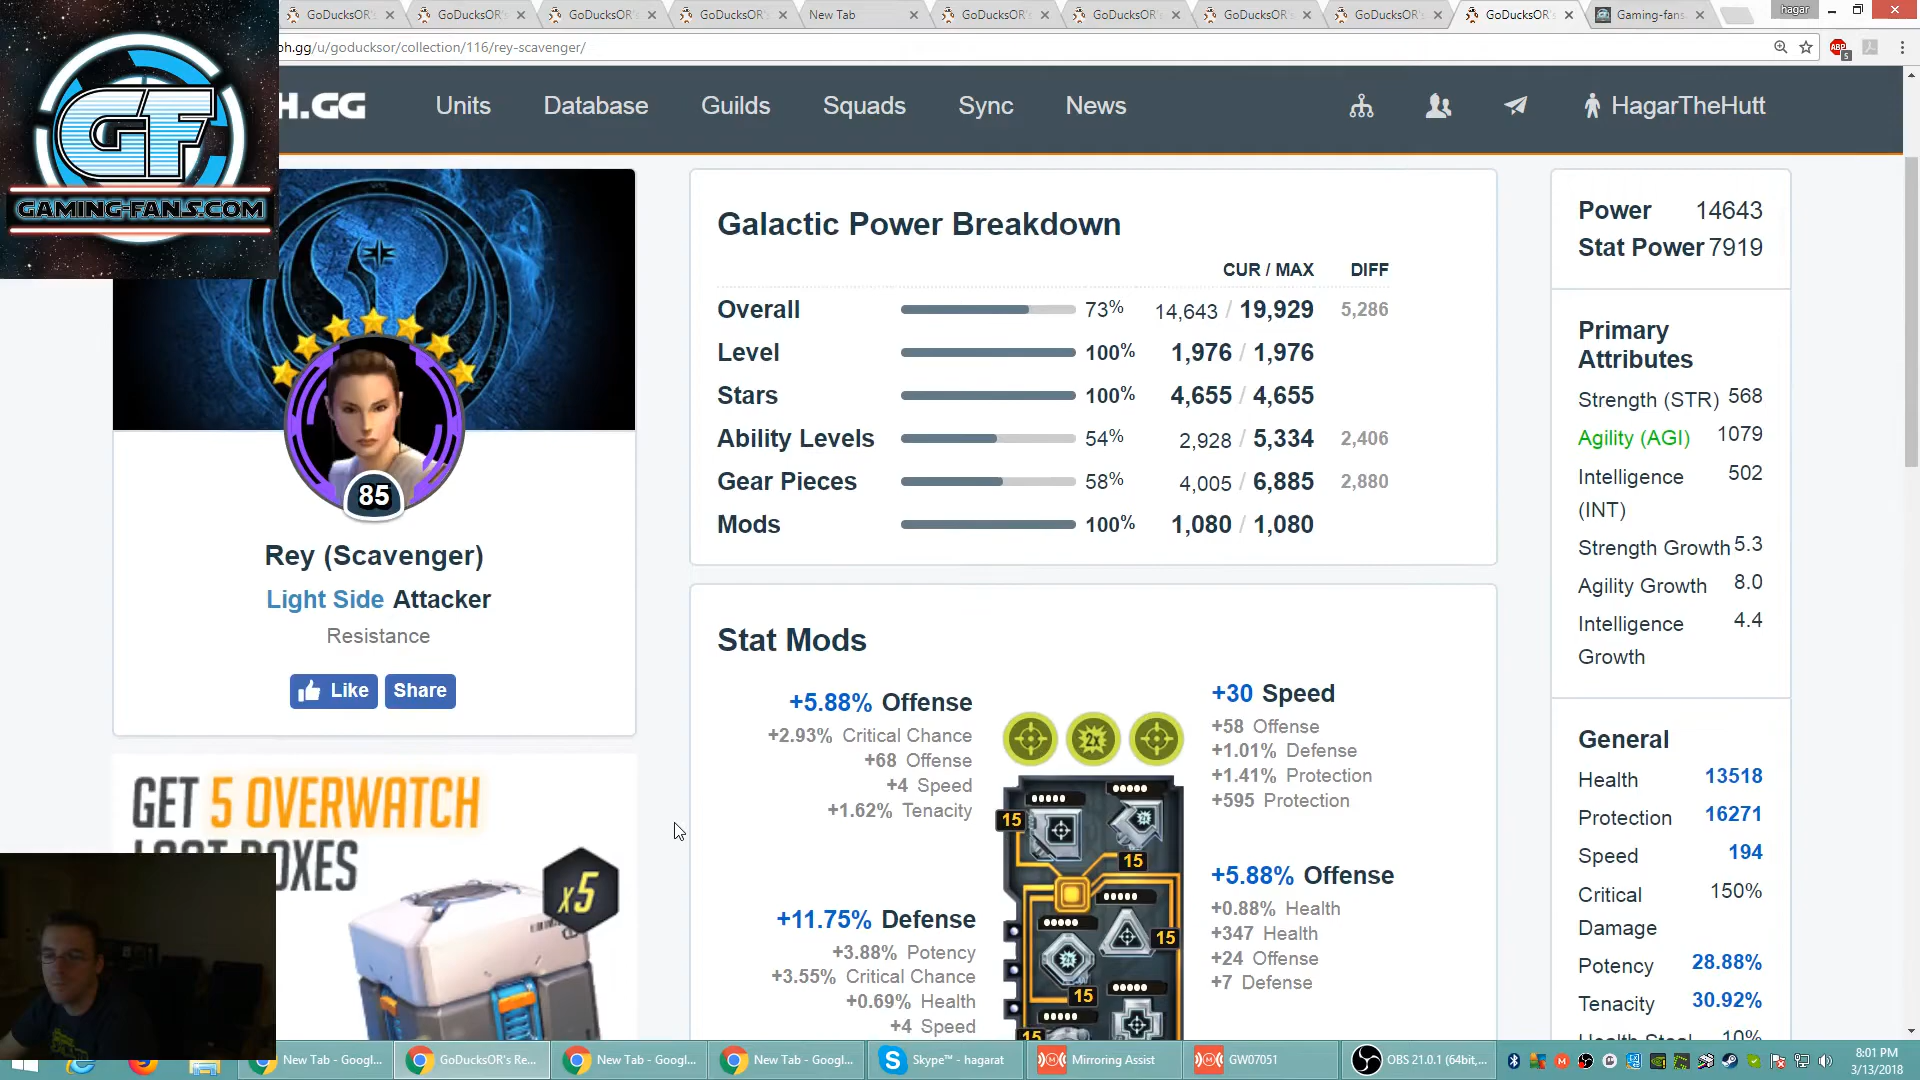 GoDucksOR's
GoDucksOR's
GoDucksOR's
GoDucksOR's
New Tab
GoDucksOR's
GoDucksOR's
GoDucksOR's
GoDucksOR's
GoDucksOR's
Gaming-fans
hagar
oh.gg/u/goducksor/collection/116/rey-scavenger/
ABP
5
GF
GAMING-FANS.COM
H.GG
Units
Database
Guilds
Squads
Sync
News
HagarTheHutt
85
Rey (Scavenger)
Light Side Attacker
Resistance
Like
Share
GET 5 OVERWATCH
LOOT BOXES
x5
Galactic Power Breakdown
CUR / MAX DIFF
Overall 73% 14,643 / 19,929 5,286
Level 100% 1,976 / 1,976
Stars 100% 4,655 / 4,655
Ability Levels 54% 2,928 / 5,334 2,406
Gear Pieces 58% 4,005 / 6,885 2,880
Mods 100% 1,080 / 1,080
Stat Mods
+5.88% Offense
+2.93% Critical Chance
+68 Offense
+4 Speed
+1.62% Tenacity
+11.75% Defense
+3.88% Potency
+3.55% Critical Chance
+0.69% Health
+4 Speed
2x
15
15
15
15
15
+30 Speed
+58 Offense
+1.01% Defense
+1.41% Protection
+595 Protection
+5.88% Offense
+0.88% Health
+347 Health
+24 Offense
+7 Defense
Power 14643
Stat Power 7919
Primary
Attributes
Strength (STR) 568
Agility (AGI) 1079
Intelligence 502
(INT)
Strength Growth 5.3
Agility Growth 8.0
Intelligence 4.4
Growth
General
Health 13518
Protection 16271
Speed 194
Critical 150%
Damage
Potency 28.88%
Tenacity 30.92%
Health Steal 10%
New Tab - Googl...
GoDucksOR's Re...
New Tab - Googl...
New Tab - Googl...
Skype™ - hagarat
Mirroring Assist
GW07051
OBS 21.0.1 (64bit,...
8:01 PM
3/13/2018